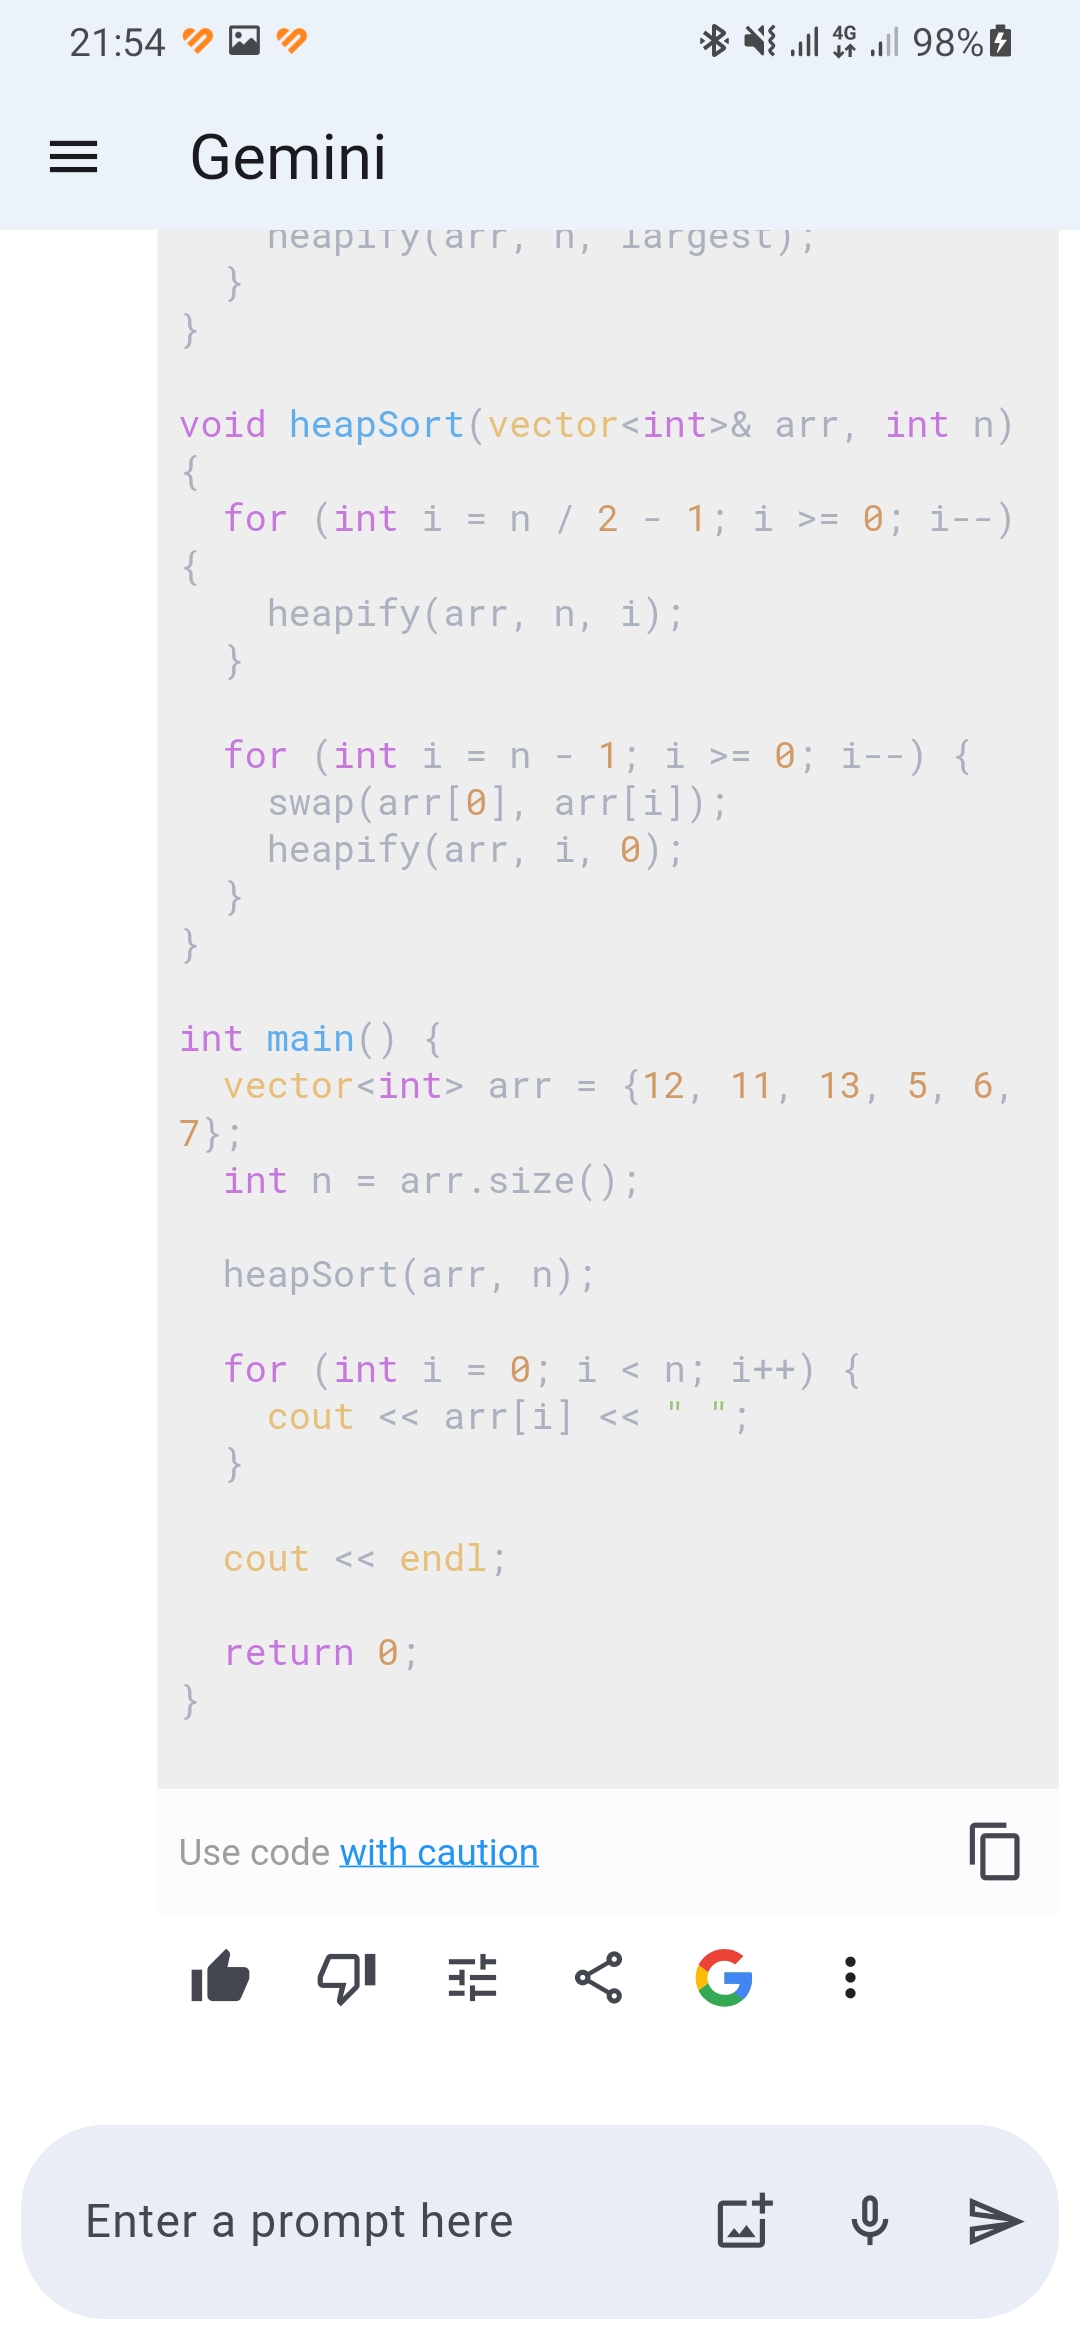 21:54 4G 98%
Gemini
heapify(arr, n, largest);
}
}
void heapSort(vector<int>& arr, int n)
{
for (int i = n / 2 - 1; i >= 0; i--)
{
heapify(arr, n, i);
}
for (int i = n - 1; i >= 0; i--) {
swap(arr[0], arr[i]);
heapify(arr, i, 0);
}
}
int main() {
vector<int> arr = {12, 11, 13, 5, 6,
7};
int n = arr.size();
heapSort(arr, n);
for (int i = 0; i < n; i++) {
cout << arr[i] << " ";
}
cout << endl;
return 0;
}
Use code with caution
Enter a prompt here